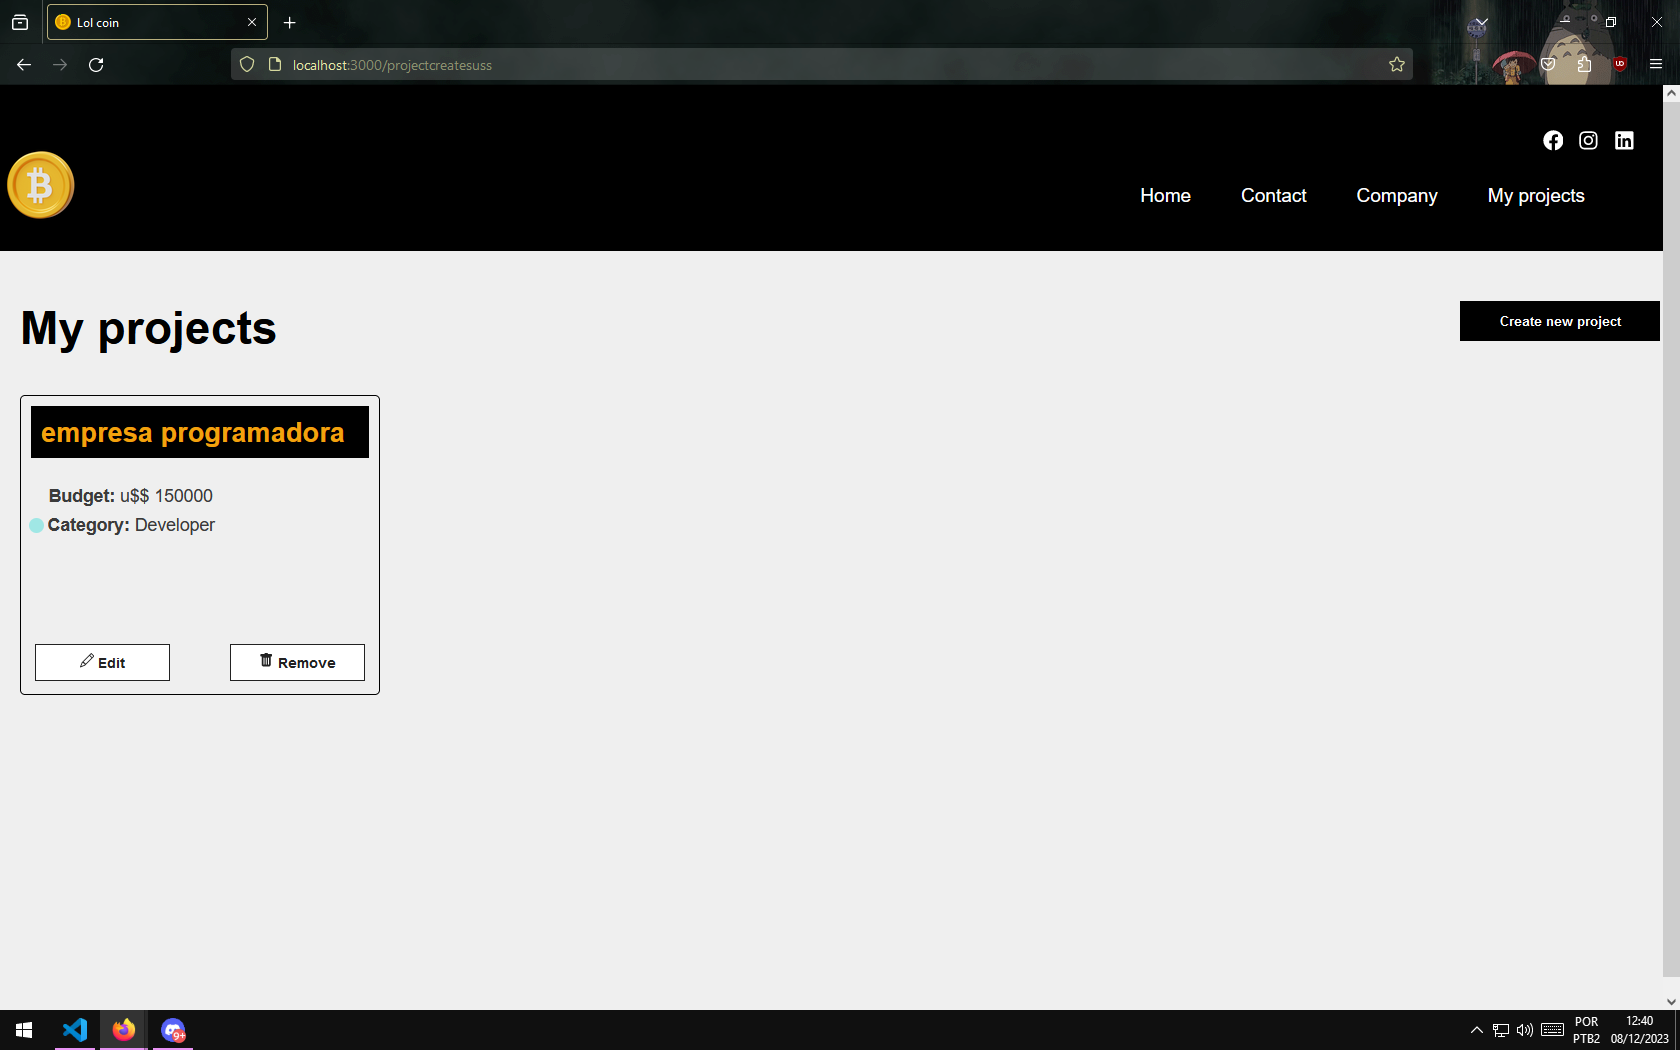 Lol coin
localhost:3000/projectcreatesuss
Home Contact Company My projects
My projects
Create new project
empresa programadora
Budget: u$$ 150000
Category: Developer
Edit Remove
9+
POR
PTB2
12:40
08/12/2023